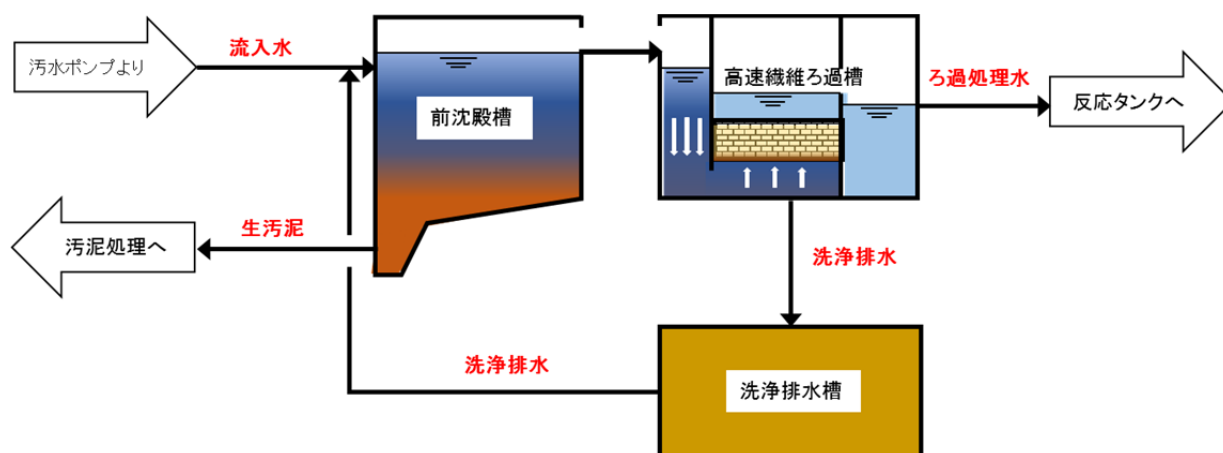 汚水ポンプより
流入水
前沈殿槽
高速繊維ろ過槽
ろ過処理水
反応タンクへ
生汚泥
汚泥処理へ
洗浄排水
洗浄排水
洗浄排水槽